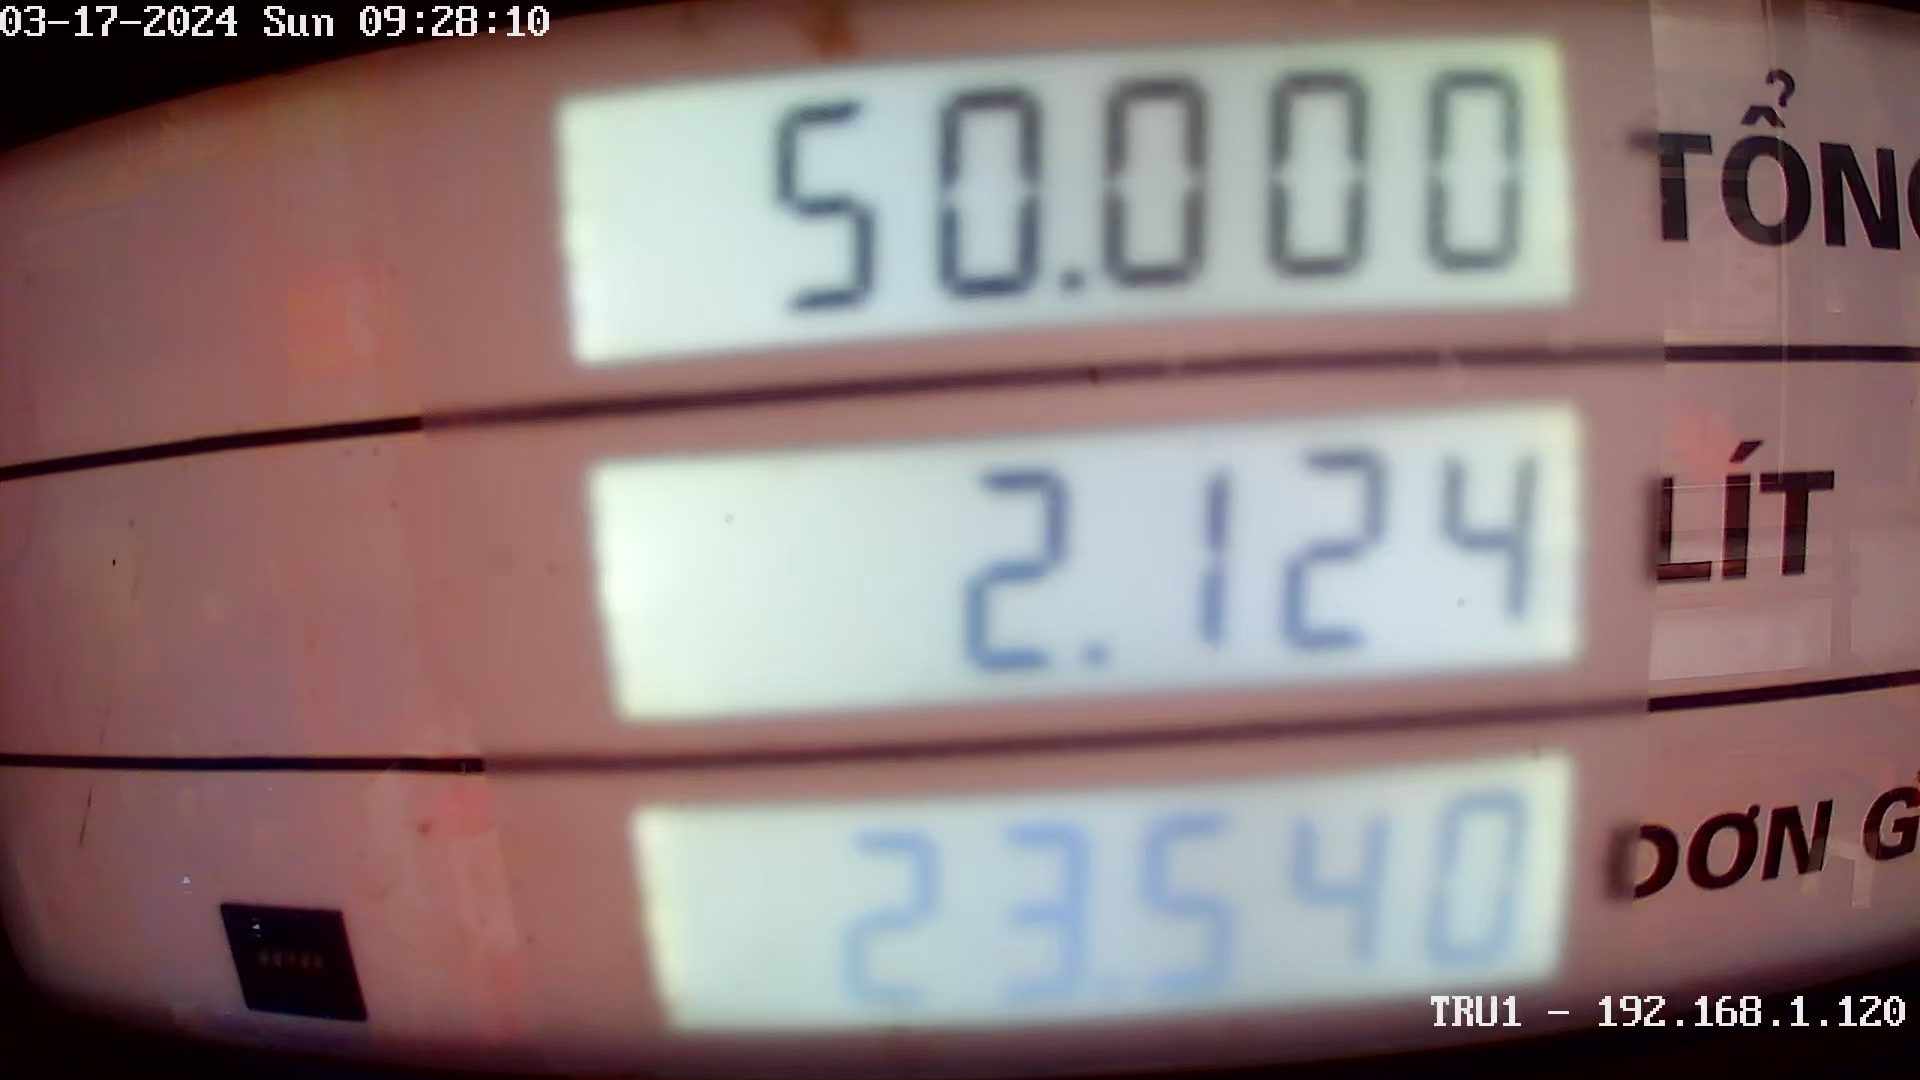 03-17-2024 Sun 09:28:10
50.000 TỔNG
2.124 LÍT
23.540 ĐƠN G
TRU1 - 192.168.1.120